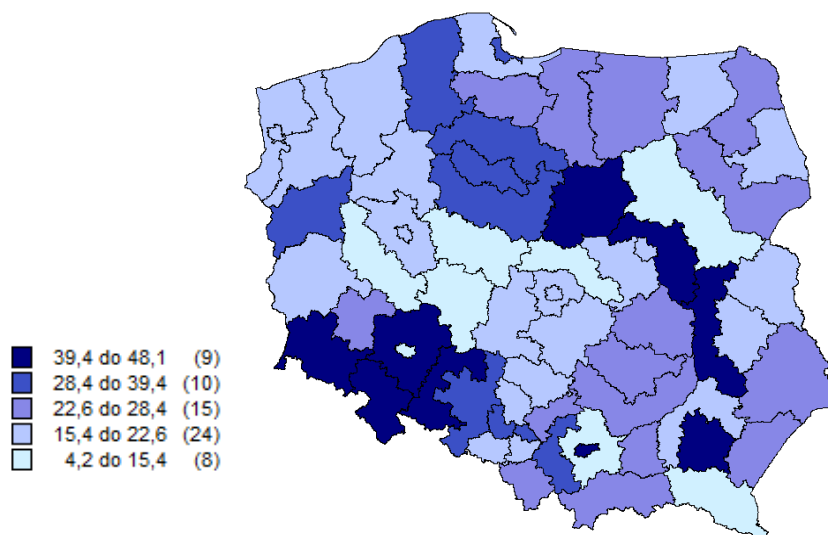 39,4 do 48,1 (9)
28,4 do 39,4 (10)
22,6 do 28,4 (15)
15,4 do 22,6 (24)
4,2 do 15,4 (8)